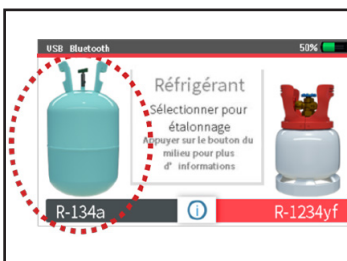 USB Bluetooth 50%
Réfrigérant
Sélectionner pour
étalonnage
Appuyer sur le bouton du
milieu pour plus
d' informations
R-134a i R-1234yf